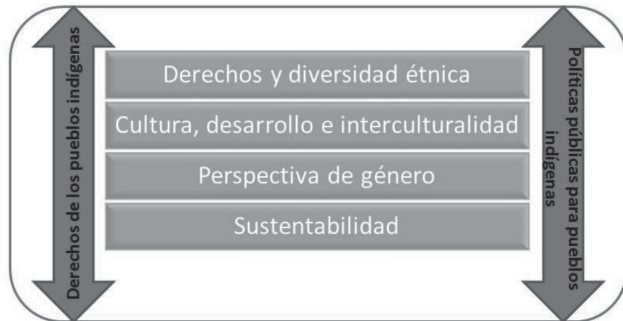 Derechos de los pueblos indígenas
Derechos y diversidad étnica
Cultura, desarrollo e interculturalidad
Perspectiva de género
Sustentabilidad
Políticas públicas para pueblos
indígenas